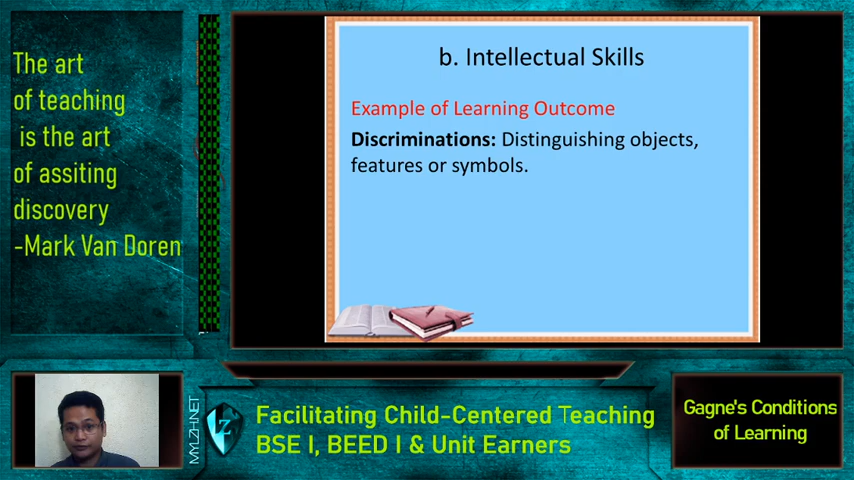 The art
of teaching
is the art
of assiting
discovery
-Mark Van Doren
b. Intellectual Skills
Example of Learning Outcome
Discriminations: Distinguishing objects,
features or symbols.
MYLZH.NET
Z
Facilitating Child-Centered Teaching
BSE I, BEED I & Unit Earners
Gagne's Conditions
of Learning